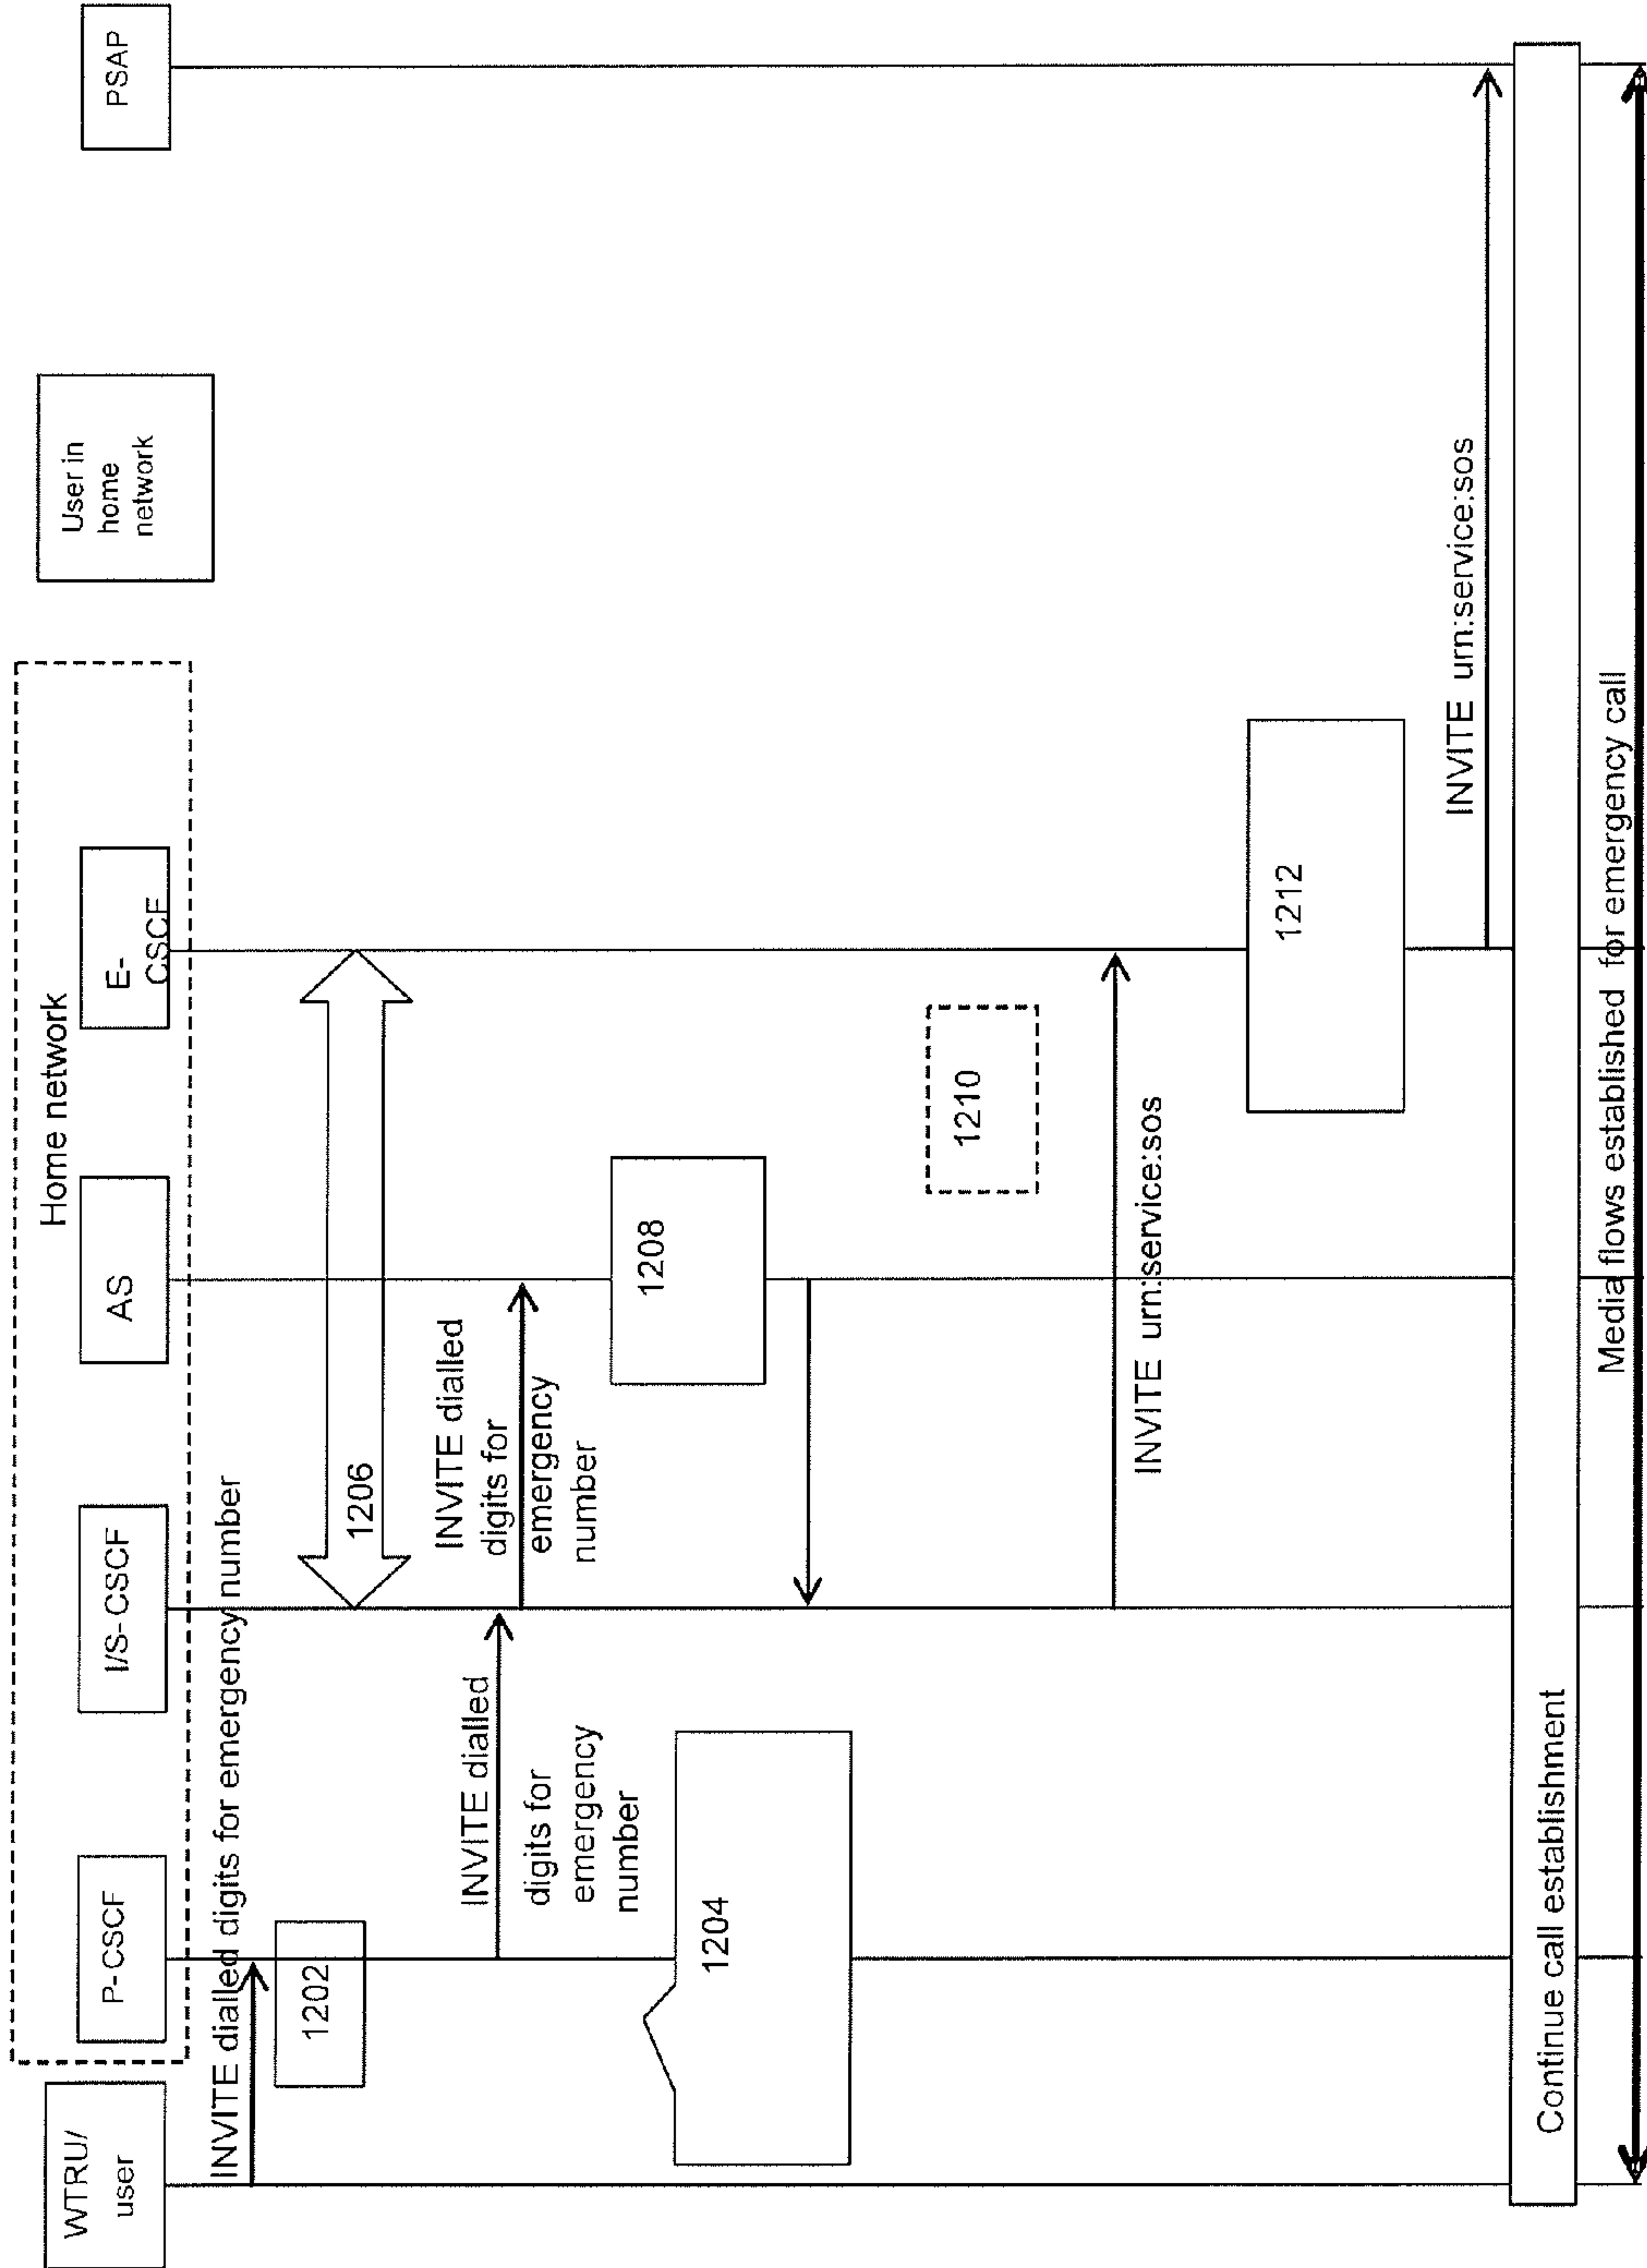 Home network
WTRU/
user
P-CSCF
I/S-CSCF
AS
E-
CSCF
User in
home
network
PSAP
INVITE dialled digits for emergency number
1202
1206
INVITE dialled
digits for
emergency
number
INVITE dialled
digits for
emergency
number
1204
1208
1210
INVITE urn:service:sos
1212
INVITE urn:service:sos
Continue call establishment
Media flows established for emergency call